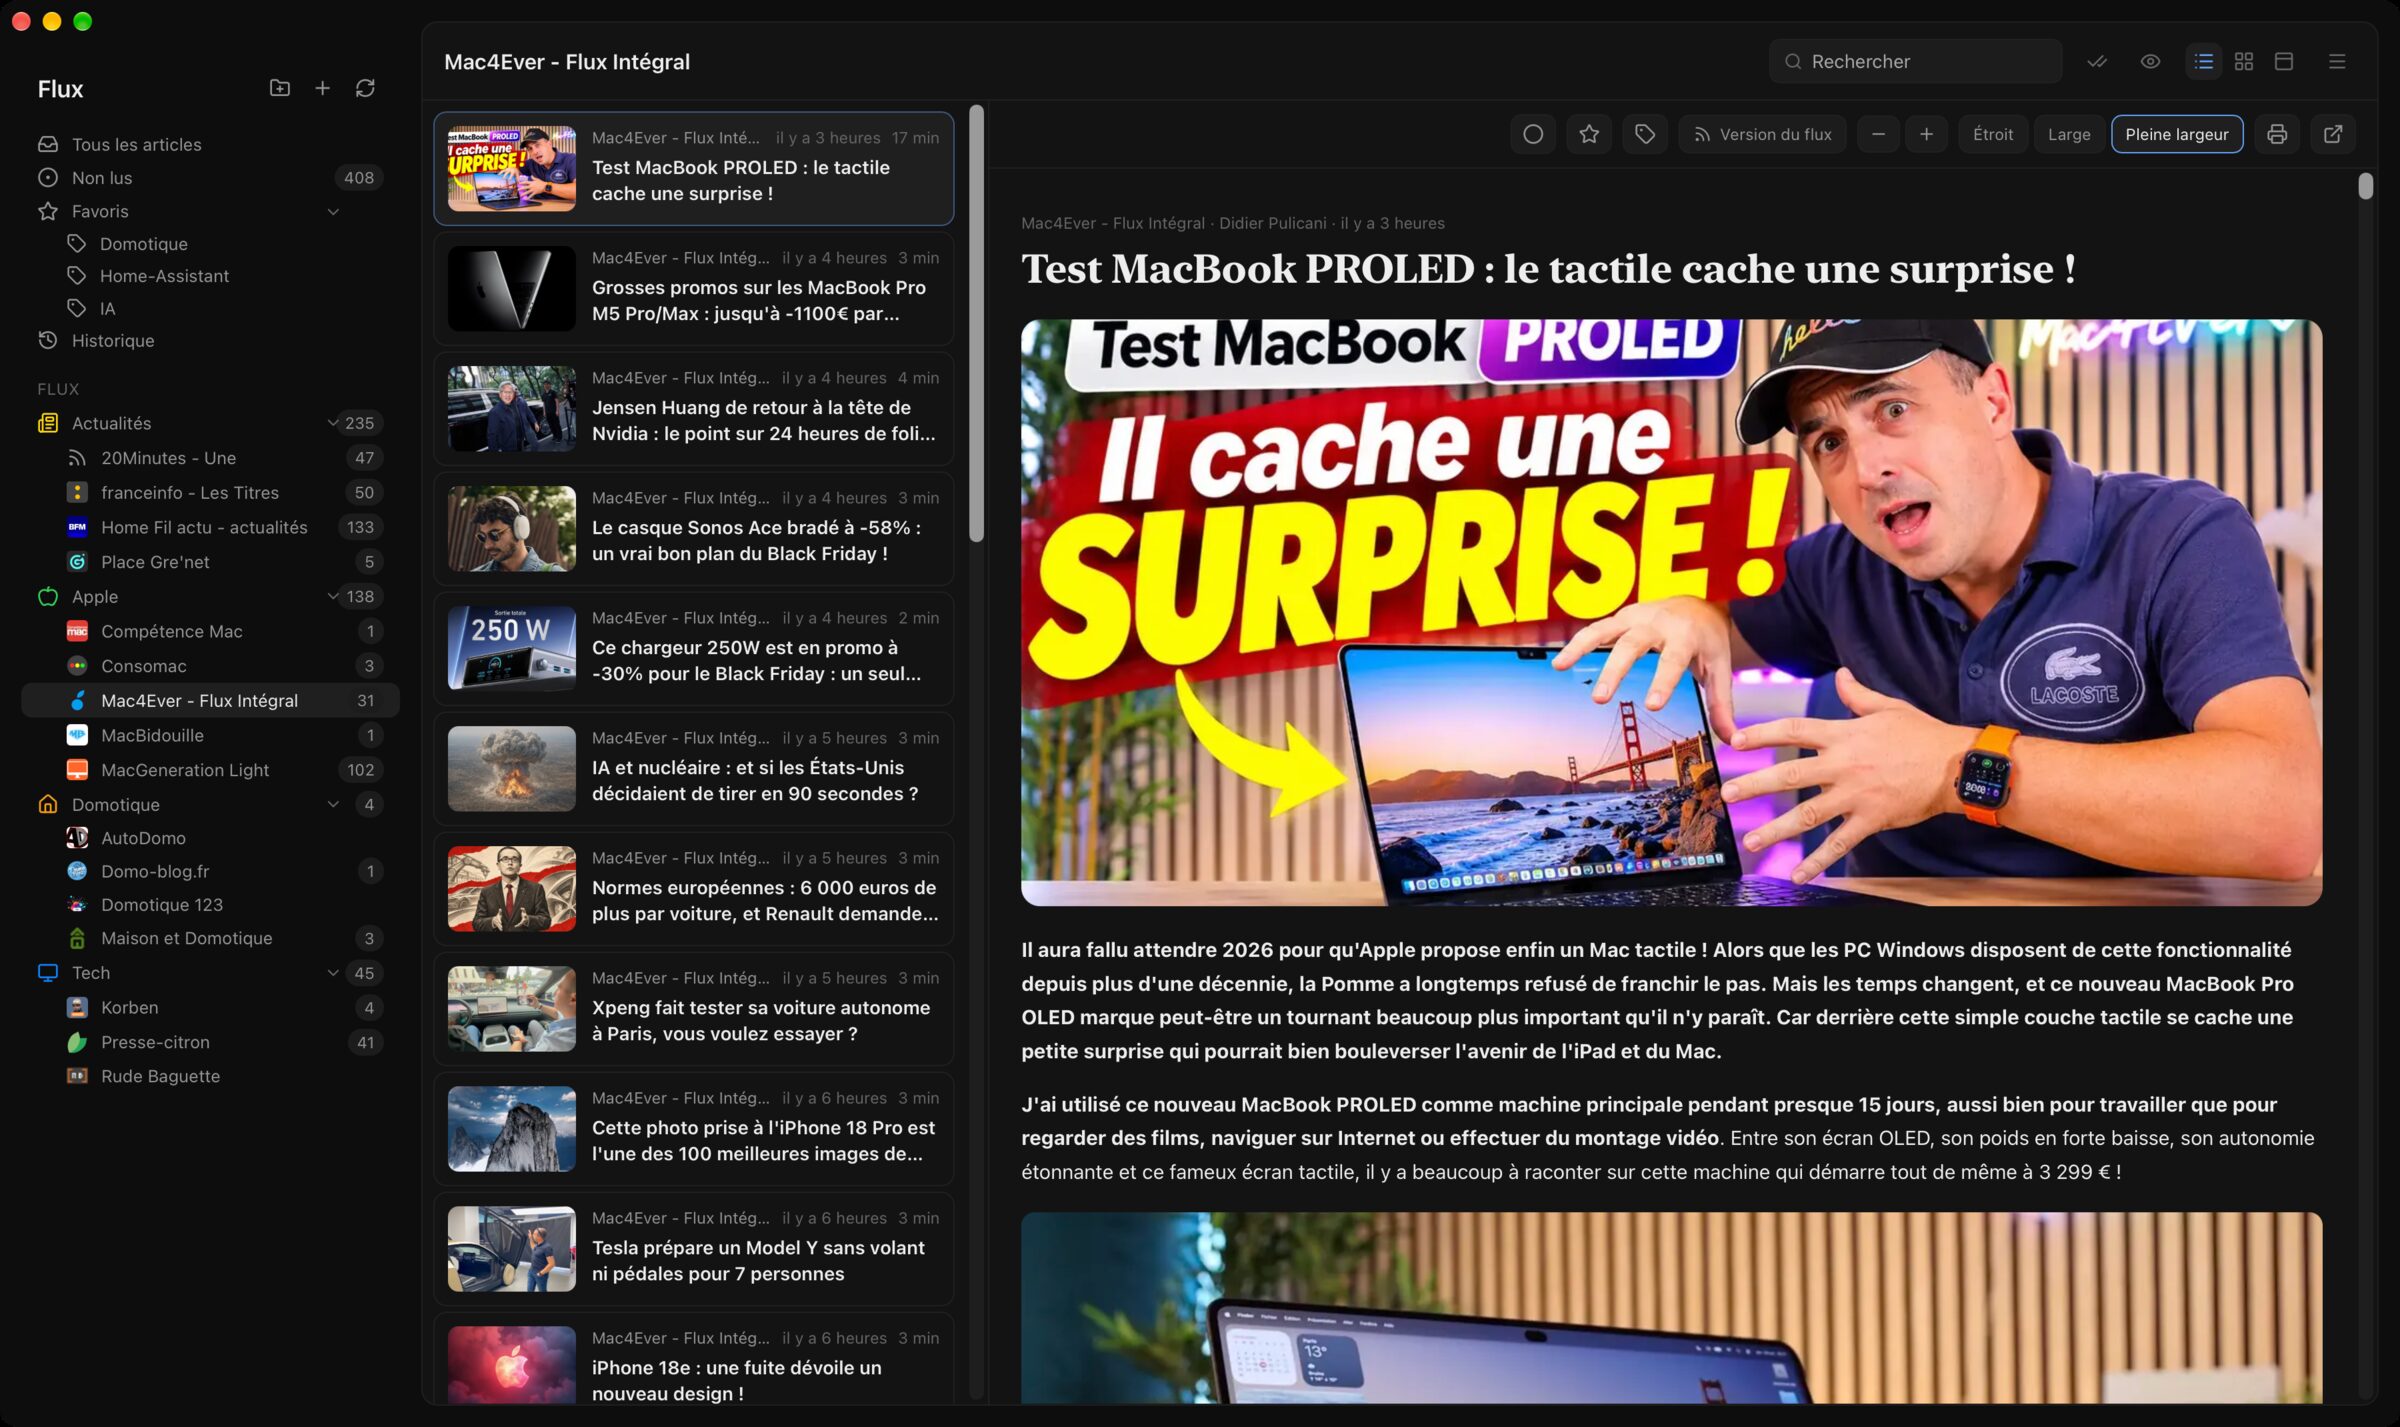 Flux
Tous les articles
Non lus 408
Favoris
Domotique
Home-Assistant
IA
Historique
FLUX
Actualités 235
20Minutes - Une 47
franceinfo - Les Titres 50
BFM Home Fil actu - actualités 133
Place Gre'net 5
Apple 138
Compétence Mac 1
Consomac 3
Mac4Ever - Flux Intégral 31
MacBidouille 1
MacGeneration Light 102
Domotique 4
AutoDomo
Domo-blog.fr 1
Domotique 123
Maison et Domotique 3
Tech 45
Korben 4
Presse-citron 41
Rude Baguette
Mac4Ever - Flux Intégral
Rechercher
Mac4Ever - Flux Inté... il y a 3 heures 17 min
Test MacBook PROLED : le tactile
cache une surprise !
Mac4Ever - Flux Intég... il y a 4 heures 3 min
Grosses promos sur les MacBook Pro
M5 Pro/Max : jusqu'à -1100€ par...
Mac4Ever - Flux Intég... il y a 4 heures 4 min
Jensen Huang de retour à la tête de
Nvidia : le point sur 24 heures de foli...
Mac4Ever - Flux Intég... il y a 4 heures 3 min
Le casque Sonos Ace bradé à -58% :
un vrai bon plan du Black Friday !
Sortie totale
250 W
Mac4Ever - Flux Intég... il y a 4 heures 2 min
Ce chargeur 250W est en promo à
-30% pour le Black Friday : un seul...
Mac4Ever - Flux Intég... il y a 5 heures 3 min
IA et nucléaire : et si les États-Unis
décidaient de tirer en 90 secondes ?
Mac4Ever - Flux Intég... il y a 5 heures 3 min
Normes européennes : 6 000 euros de
plus par voiture, et Renault demande...
Mac4Ever - Flux Intég... il y a 5 heures 3 min
Xpeng fait tester sa voiture autonome
à Paris, vous voulez essayer ?
Mac4Ever - Flux Intég... il y a 6 heures 3 min
Cette photo prise à l'iPhone 18 Pro est
l'une des 100 meilleures images de...
Mac4Ever - Flux Intég... il y a 6 heures 3 min
Tesla prépare un Model Y sans volant
ni pédales pour 7 personnes
Mac4Ever - Flux Intég... il y a 6 heures 3 min
iPhone 18e : une fuite dévoile un
nouveau design !
Version du flux
Étroit
Large
Pleine largeur
Mac4Ever - Flux Intégral · Didier Pulicani · il y a 3 heures
Test MacBook PROLED : le tactile cache une surprise !
Test MacBook PROLED
Il cache une
SURPRISE !
hello
Mac4Ever
LACOSTE
Il aura fallu attendre 2026 pour qu'Apple propose enfin un Mac tactile ! Alors que les PC Windows disposent de cette fonctionnalité
depuis plus d'une décennie, la Pomme a longtemps refusé de franchir le pas. Mais les temps changent, et ce nouveau MacBook Pro
OLED marque peut-être un tournant beaucoup plus important qu'il n'y paraît. Car derrière cette simple couche tactile se cache une
petite surprise qui pourrait bien bouleverser l'avenir de l'iPad et du Mac.
J'ai utilisé ce nouveau MacBook PROLED comme machine principale pendant presque 15 jours, aussi bien pour travailler que pour
regarder des films, naviguer sur Internet ou effectuer du montage vidéo. Entre son écran OLED, son poids en forte baisse, son autonomie
étonnante et ce fameux écran tactile, il y a beaucoup à raconter sur cette machine qui démarre tout de même à 3 299 € !
13°